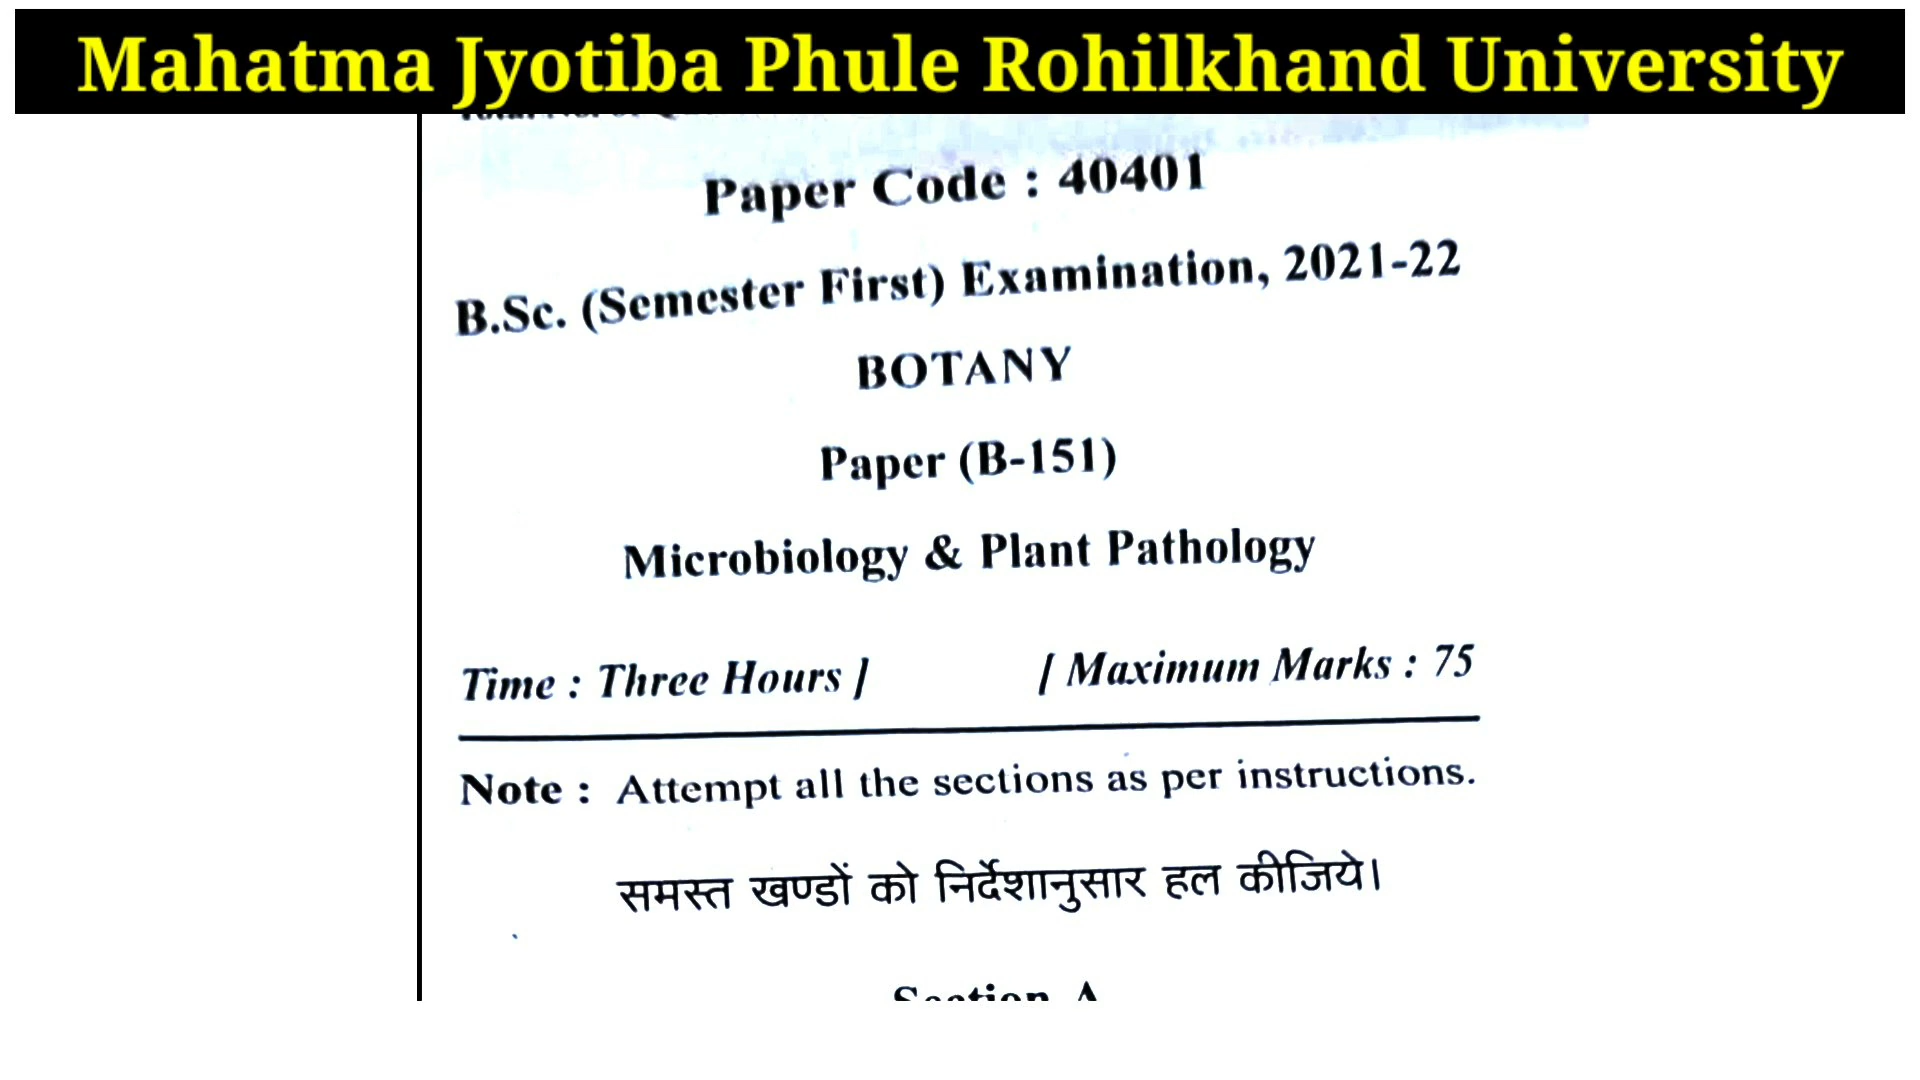 Mahatma Jyotiba Phule Rohilkhand University
Paper Code : 40401
B.Sc. (Semester First) Examination, 2021-22
BOTANY
Paper (B-151)
Microbiology & Plant Pathology
Time : Three Hours ] [ Maximum Marks : 75
Note : Attempt all the sections as per instructions.
समस्त खण्डों को निर्देशानुसार हल कीजिये।
Section A